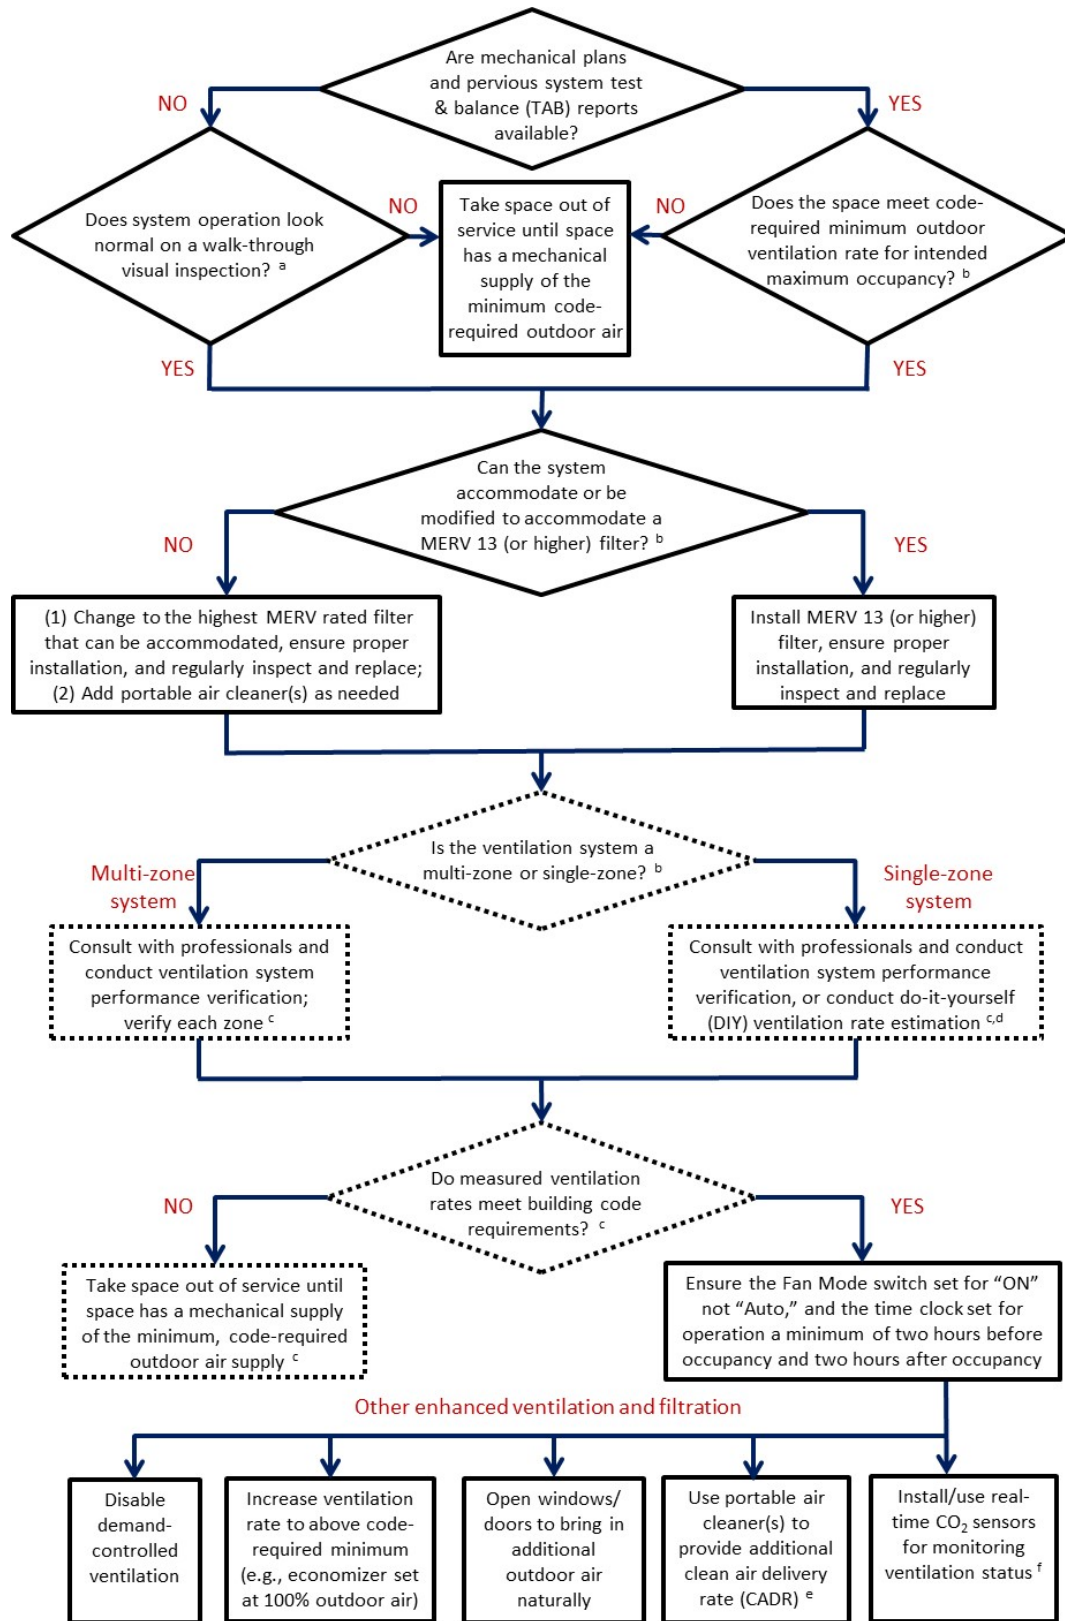 Are mechanical plans
and pervious system test
& balance (TAB) reports
available?
NO
YES
Does system operation look
normal on a walk-through
visual inspection? a
NO
Take space out of
service until space
has a mechanical
supply of the
minimum code-
required outdoor air
NO
Does the space meet code-
required minimum outdoor
ventilation rate for intended
maximum occupancy? b
YES
YES
Can the system
accommodate or be
modified to accommodate a
MERV 13 (or higher) filter? b
NO
YES
(1) Change to the highest MERV rated filter
that can be accommodated, ensure proper
installation, and regularly inspect and replace;
(2) Add portable air cleaner(s) as needed
Install MERV 13 (or higher)
filter, ensure proper
installation, and regularly
inspect and replace
Is the ventilation system a
multi-zone or single-zone? b
Multi-zone
system
Single-zone
system
Consult with professionals and
conduct ventilation system
performance verification;
verify each zone c
Consult with professionals and conduct
ventilation system performance
verification, or conduct do-it-yourself
(DIY) ventilation rate estimation c,d
Do measured ventilation
rates meet building code
requirements? c
NO
YES
Take space out of service until
space has a mechanical supply
of the minimum, code-required
outdoor air supply c
Ensure the Fan Mode switch set for “ON”
not “Auto,” and the time clock set for
operation a minimum of two hours before
occupancy and two hours after occupancy
Other enhanced ventilation and filtration
Disable
demand-
controlled
ventilation
Increase ventilation
rate to above code-
required minimum
(e.g., economizer set
at 100% outdoor air)
Open windows/
doors to bring in
additional
outdoor air
naturally
Use portable air
cleaner(s) to
provide additional
clean air delivery
rate (CADR) e
Install/use real-
time CO2 sensors
for monitoring
ventilation status f